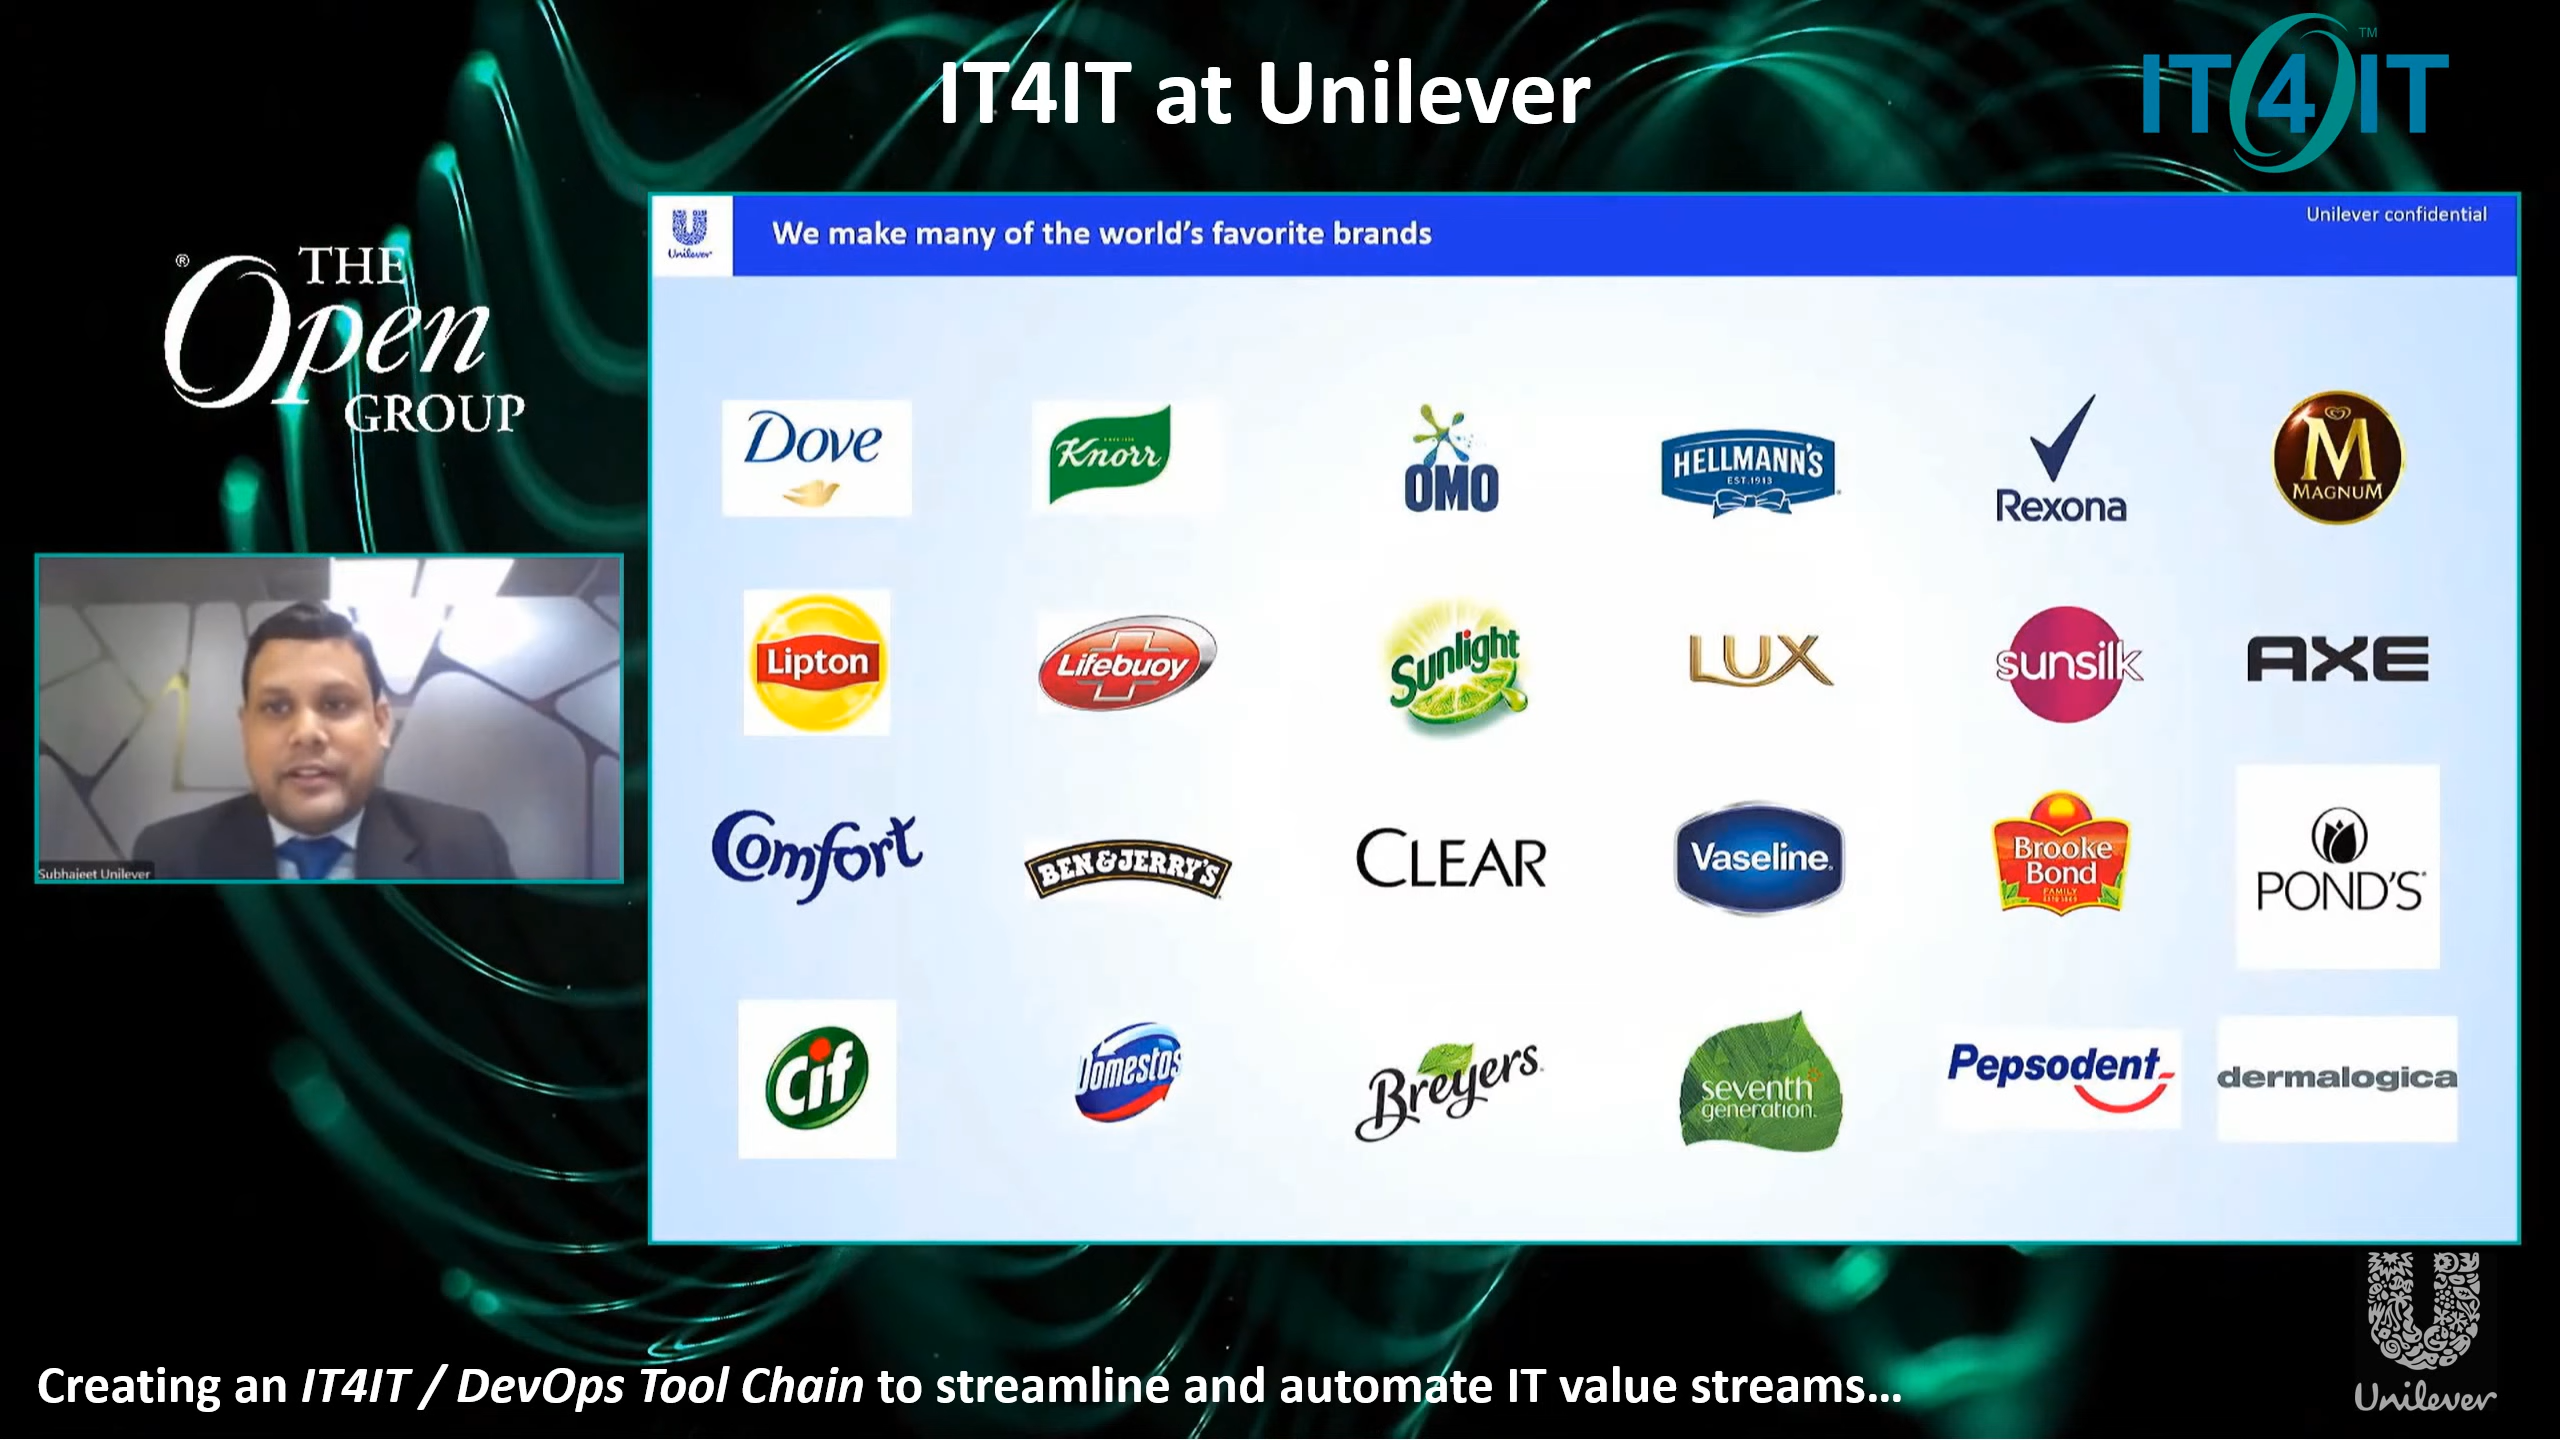 IT4IT at Unilever
IT4IT™
THE
Open
GROUP
®
Unilever
We make many of the world's favorite brands
Unilever confidential
Dove
Knorr
OMO
HELLMANN'S
EST.1913
Rexona
M
MAGNUM
Lipton
Lifebuoy
Sunlight
LUX
sunsilk
AXE
Comfort
BEN&JERRY'S
CLEAR
Vaseline
Brooke
Bond
FAMILY
POND'S
Cif
Domestos
Breyers
seventh
generation.
Pepsodent
dermalogica
Subhajeet Unilever
Creating an IT4IT / DevOps Tool Chain to streamline and automate IT value streams...
Unilever